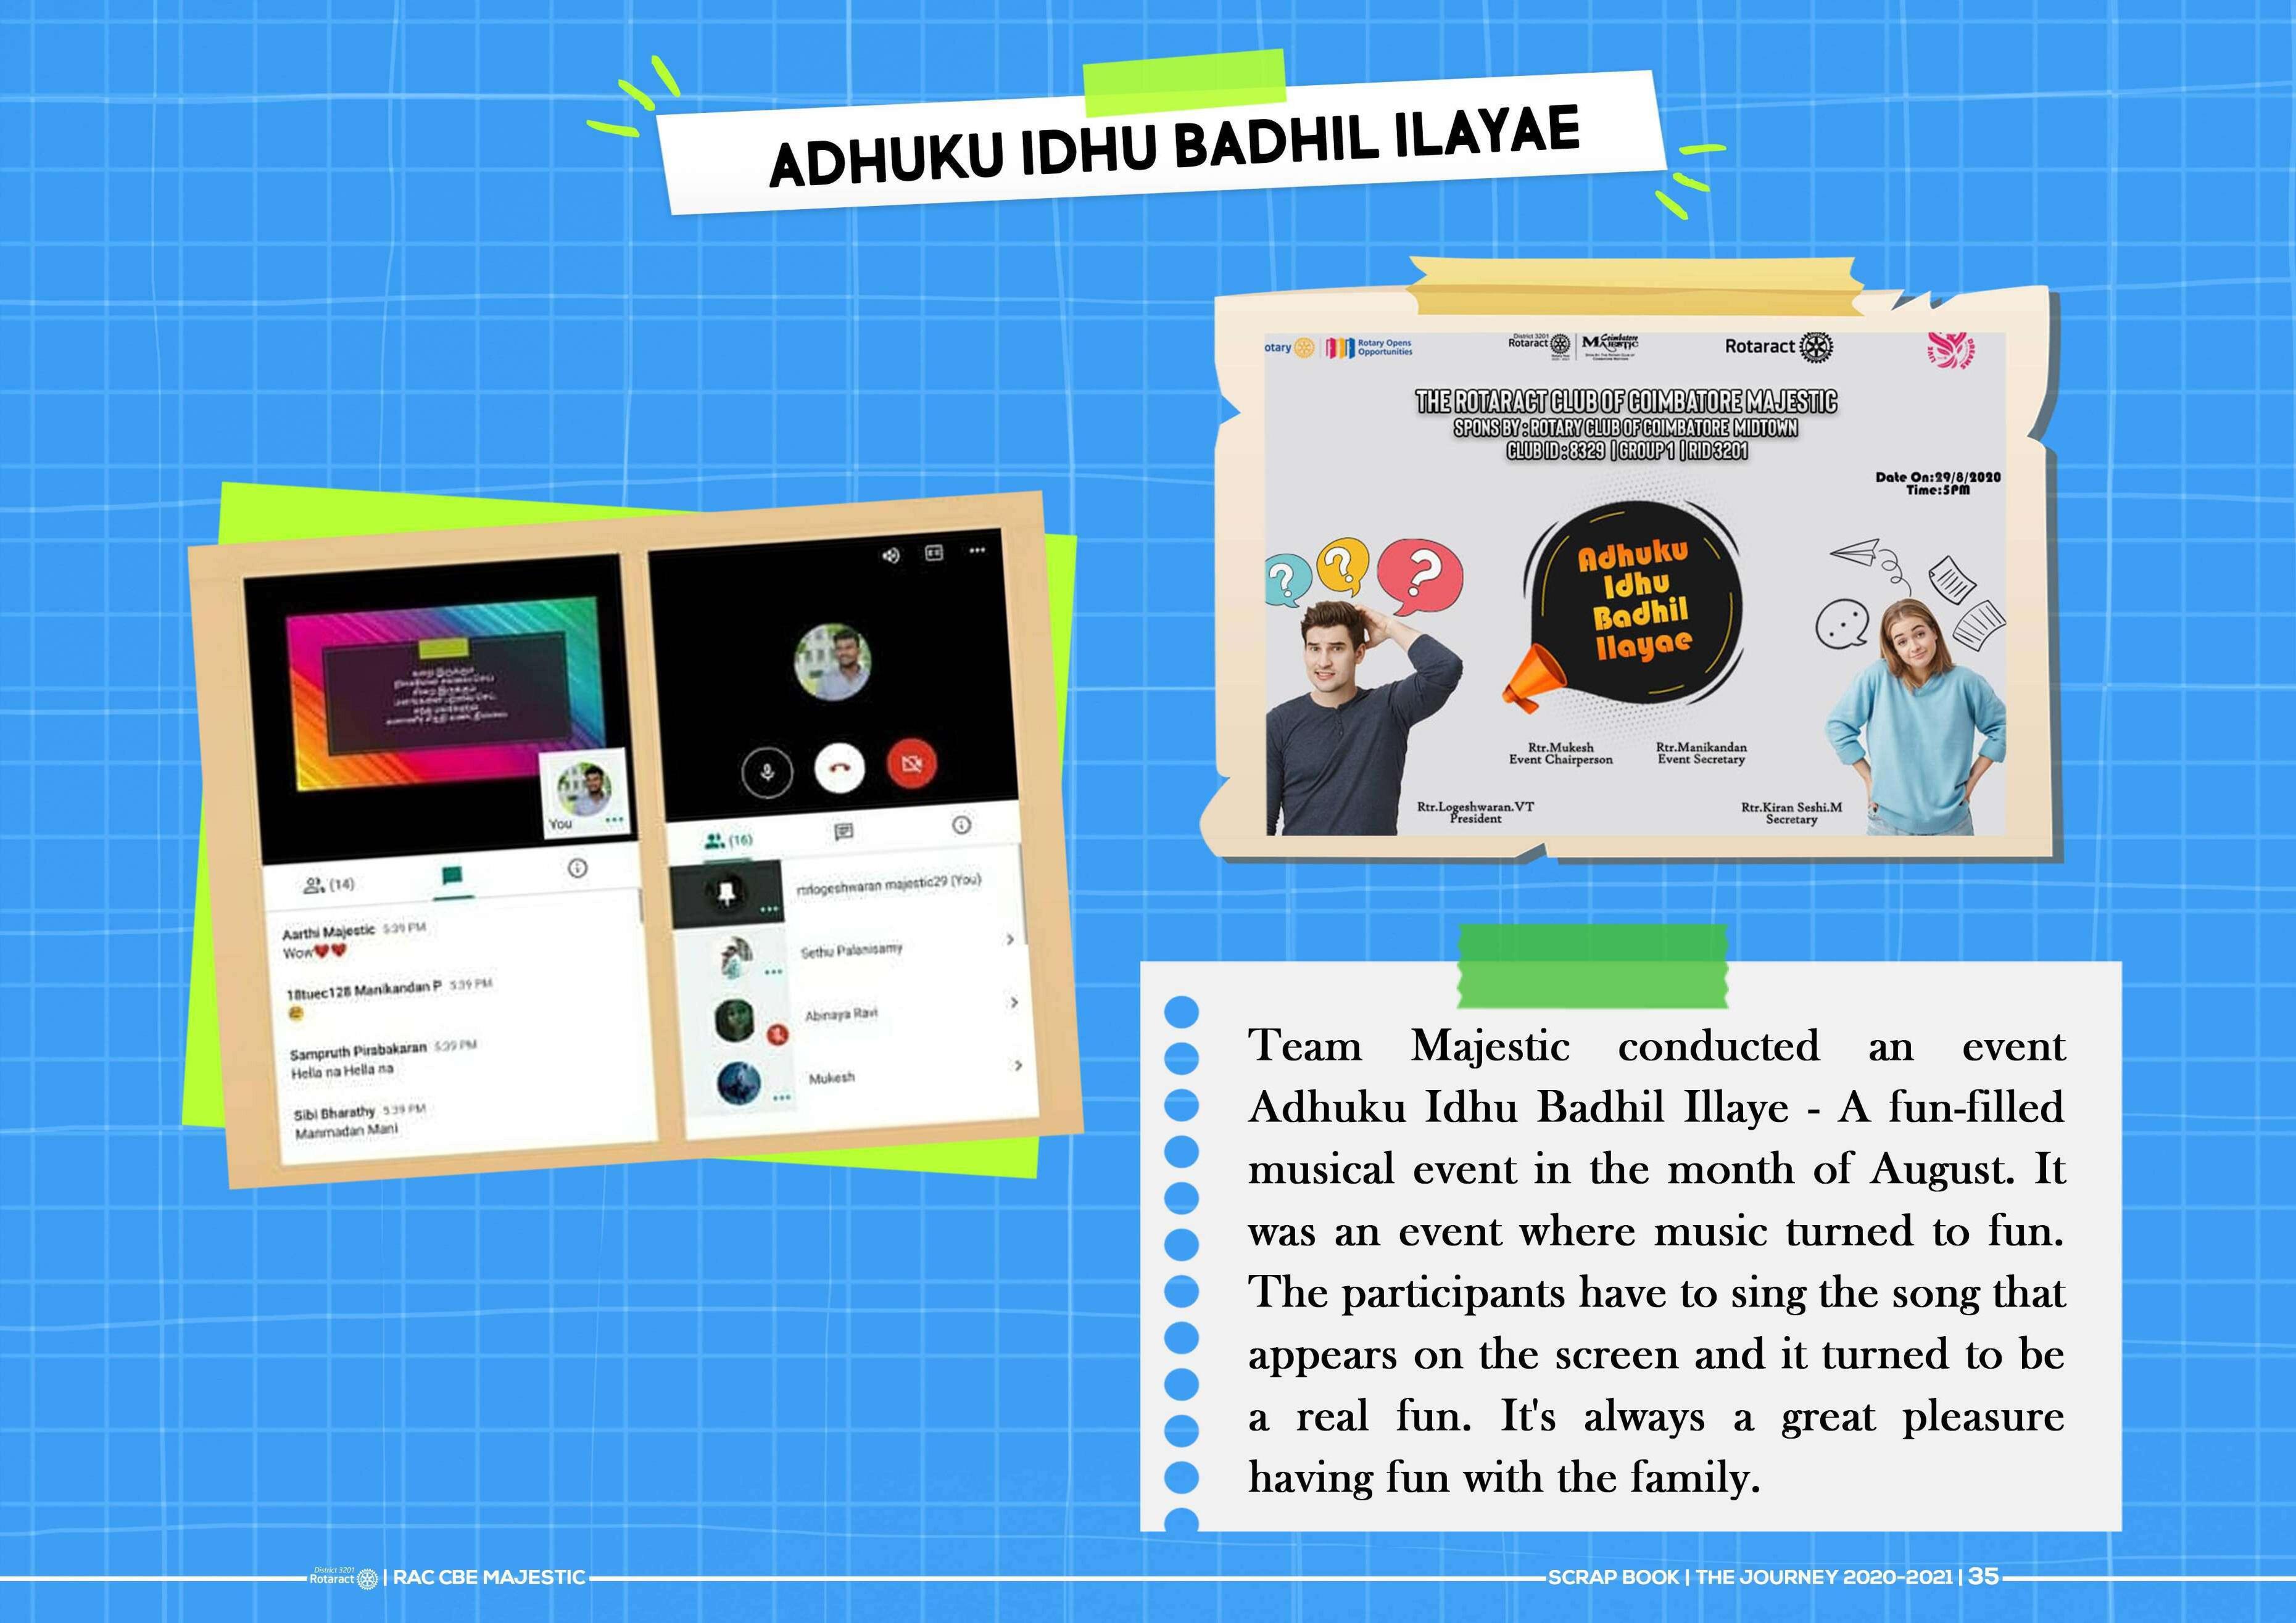 ADHUKU IDHU BADHIL ILAYAE
otary
Rotary Opens
Opportunities
District 3201
Rotaract
Coimbatore
MAJESTIC
Rotaract
THE ROTARACT CLUB OF COIMBATORE MAJESTIC
SPONS BY : ROTARY CLUB OF COIMBATORE MIDTOWN
CLUB ID : 8329 | GROUP 1 | RID 3201
Date On:29/8/2020
Time:5PM
Adhuku
Idhu
Badhil
Ilayae
Rtr.Mukesh
Event Chairperson
Rtr.Manikandan
Event Secretary
Rtr.Logeshwaran.VT
President
Rtr.Kiran Seshi.M
Secretary
You
(14)
Aarthi Majestic 5:39 PM
Wow❤❤
18tuec128 Manikandan P 5:39 PM
Sampruth Pirabakaran 5:39 PM
Hella na Hella na
Sibi Bharathy 5:39 PM
Manmadan Mani
(16)
rtrlogeshwaran majestic29 (You)
Sethu Palanisamy
Abinaya Ravi
Mukesh
Team Majestic conducted an event
Adhuku Idhu Badhil Illaye - A fun-filled
musical event in the month of August. It
was an event where music turned to fun.
The participants have to sing the song that
appears on the screen and it turned to be
a real fun. It's always a great pleasure
having fun with the family.
District 3201
Rotaract | RAC CBE MAJESTIC
SCRAP BOOK | THE JOURNEY 2020-2021 | 35